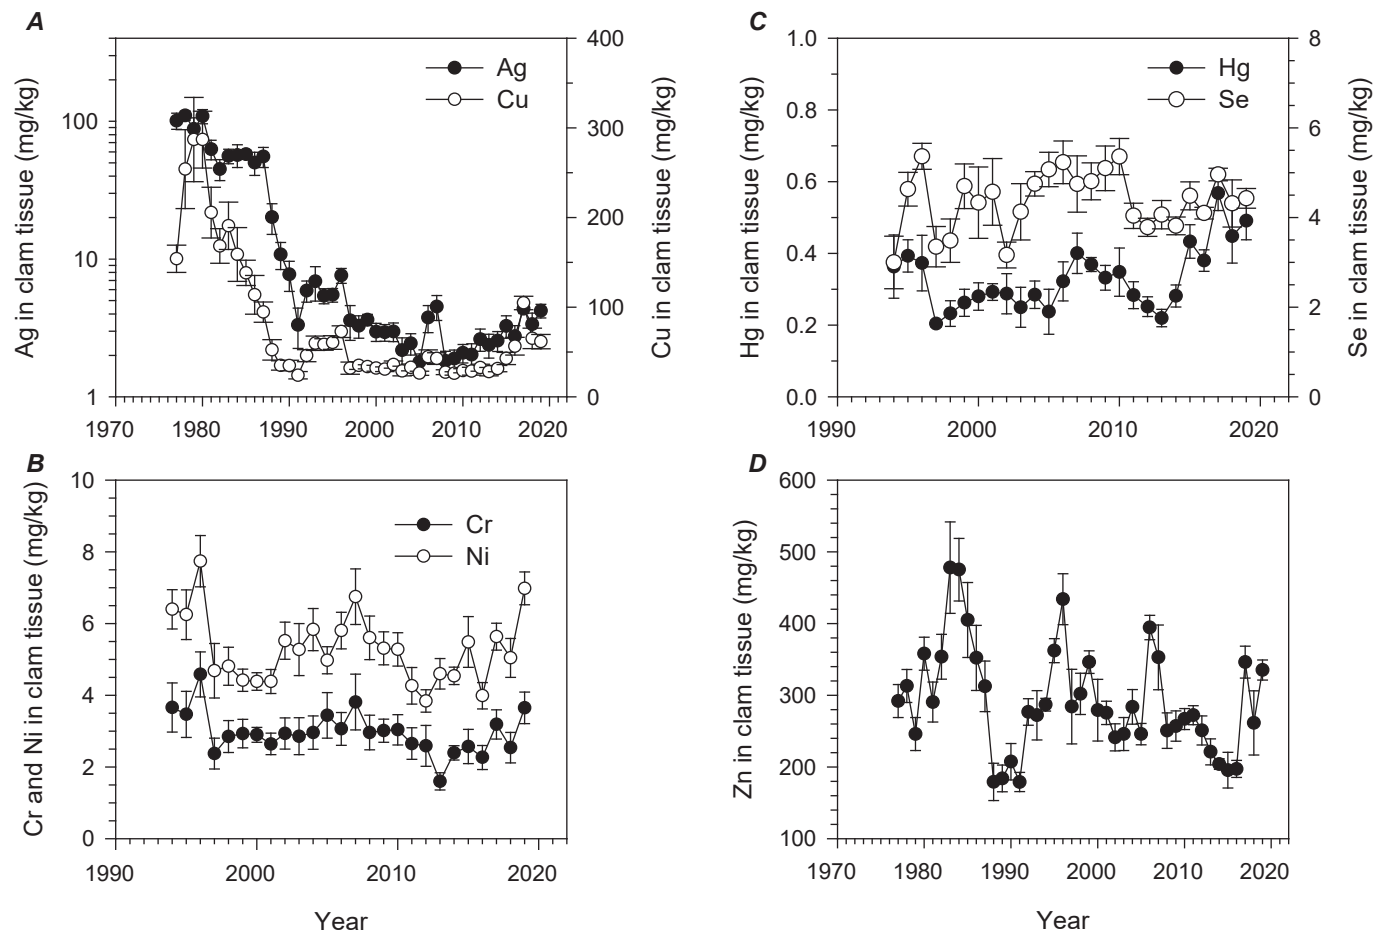 A
Ag in clam tissue (mg/kg)
100
10
1
Ag
Cu
400
300
200
100
0
Cu in clam tissue (mg/kg)
1970 1980 1990 2000 2010 2020
C
Hg in clam tissue (mg/kg)
1.0
0.8
0.6
0.4
0.2
0.0
Hg
Se
8
6
4
2
0
Se in clam tissue (mg/kg)
1990 2000 2010 2020
B
Cr and Ni in clam tissue (mg/kg)
10
8
6
4
2
0
Cr
Ni
1990 2000 2010 2020
Year
D
Zn in clam tissue (mg/kg)
600
500
400
300
200
100
1970 1980 1990 2000 2010 2020
Year